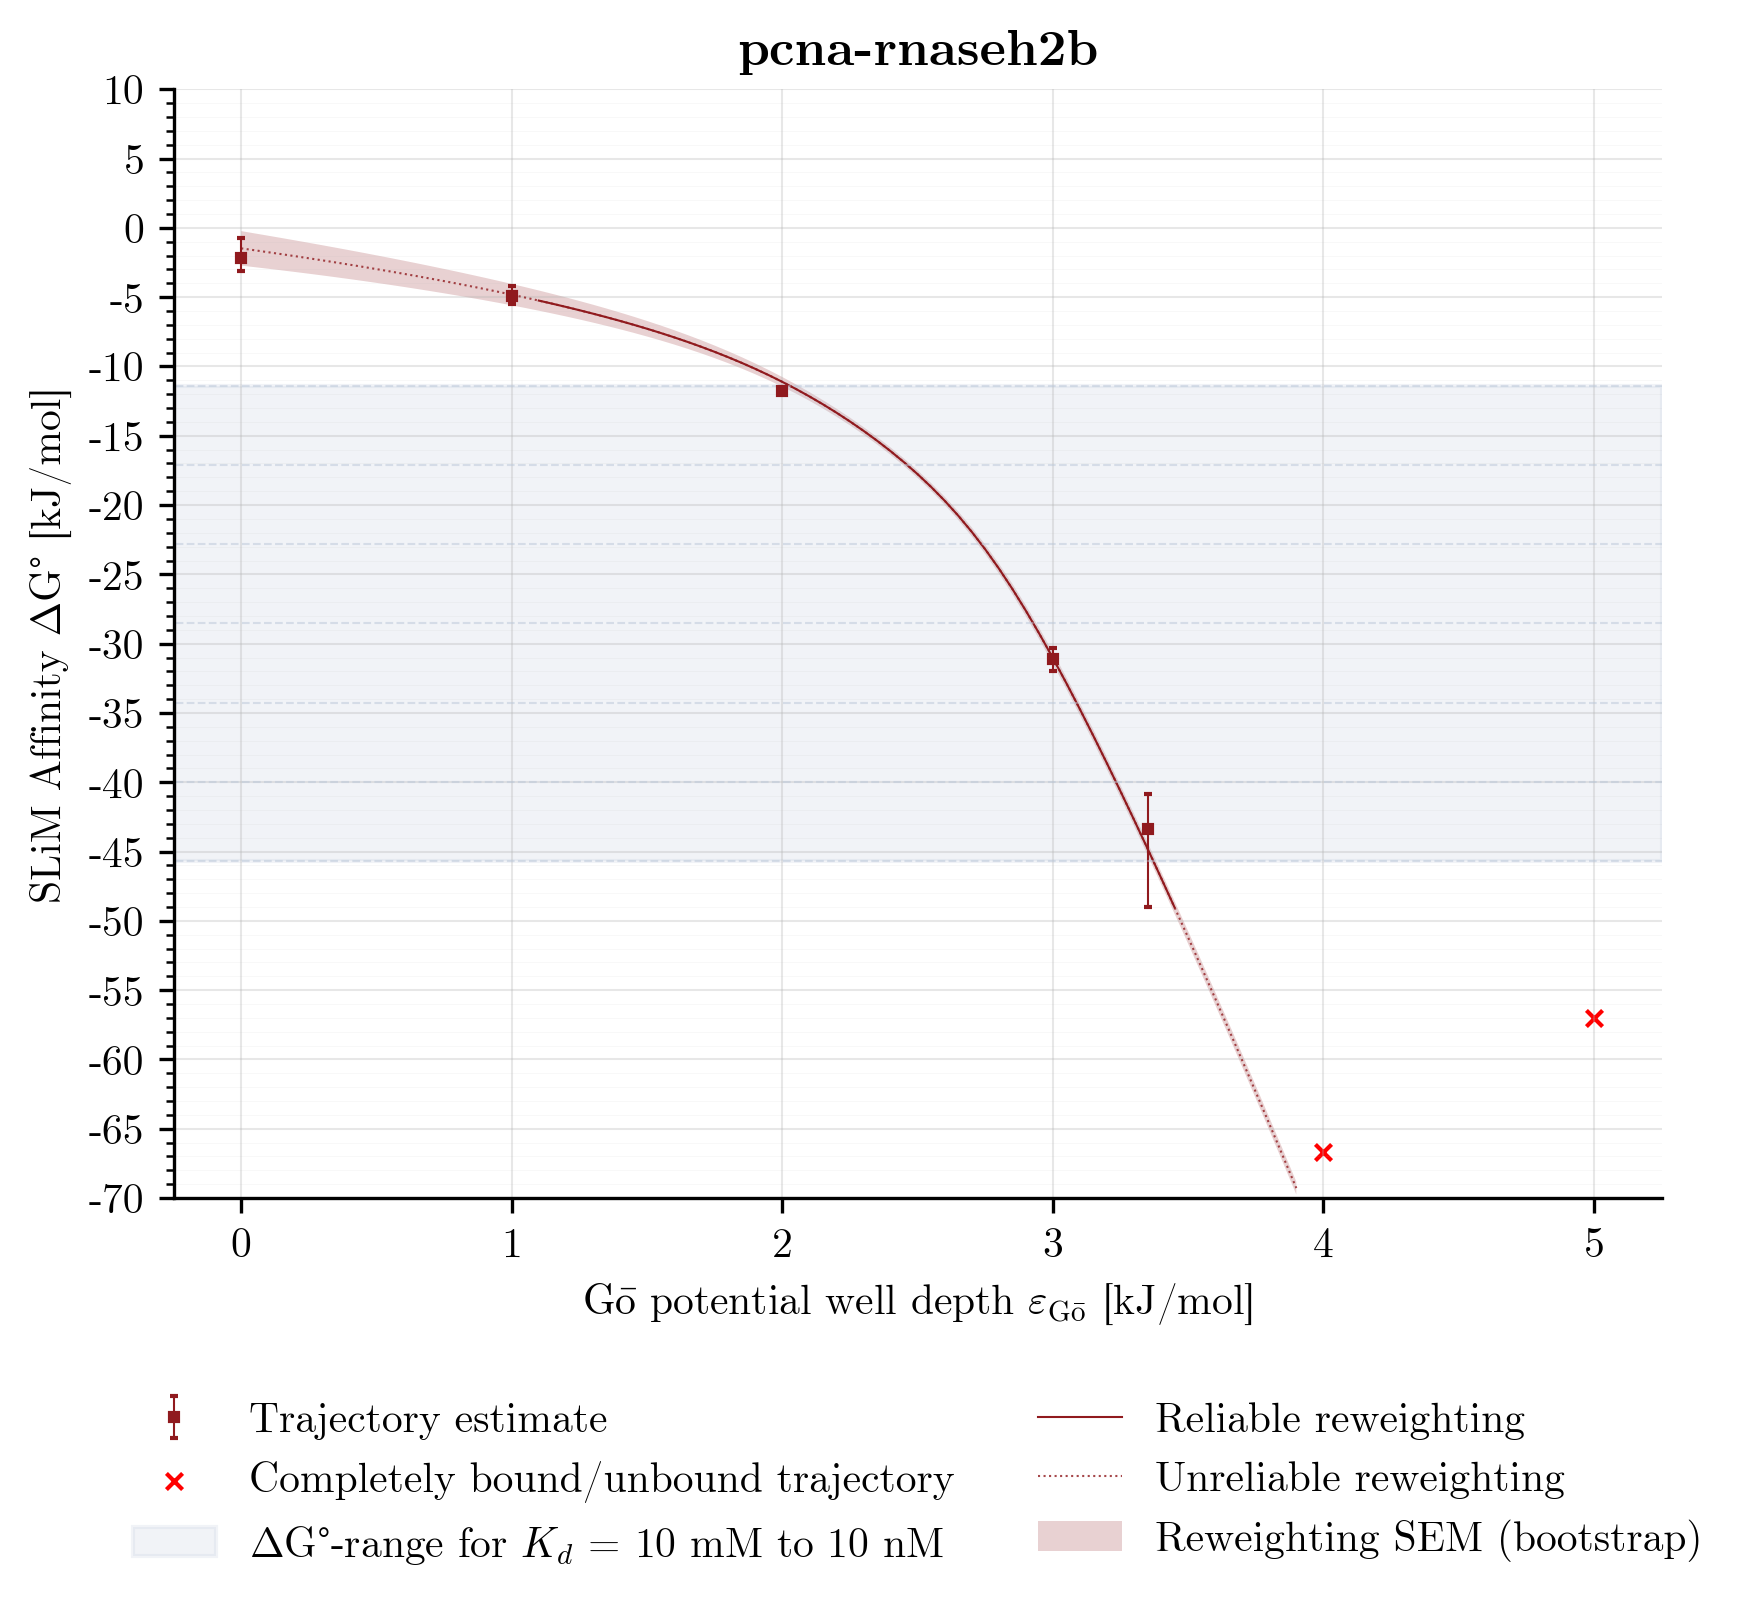 pcna-rnaseh2b
10
5
0
-5
-10
-15
-20
-25
-30
-35
-40
-45
-50
-55
-60
-65
-70
SLiM Affinity ΔG° [kJ/mol]
0 1 2 3 4 5
Gō potential well depth ε_Gō [kJ/mol]
Trajectory estimate
Completely bound/unbound trajectory
ΔG°-range for K_d = 10 mM to 10 nM
Reliable reweighting
Unreliable reweighting
Reweighting SEM (bootstrap)